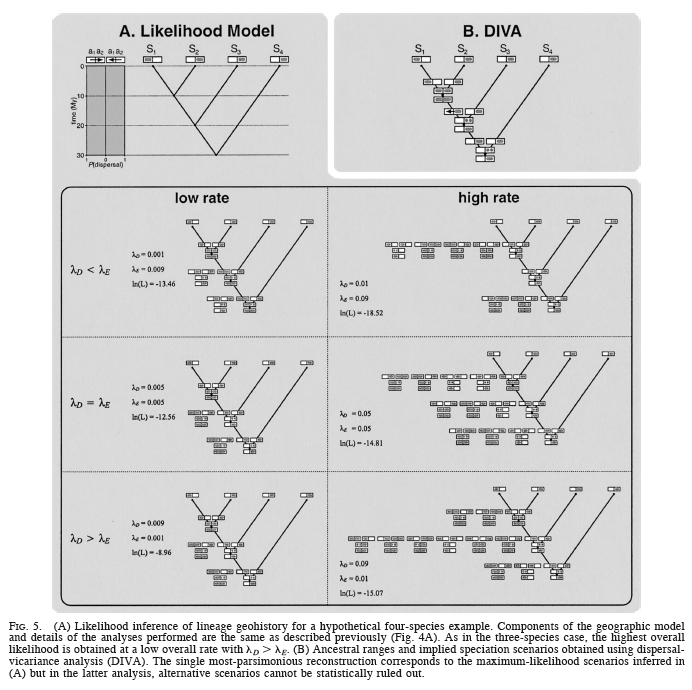 A. Likelihood Model
B. DIVA
a₁ a₂ a₁ a₂
S₁ S₂ S₃ S₄
S₁ S₂ S₃ S₄
time (My)
0
10
20
30
1 0 1
P(dispersal)
low rate
high rate
λD < λE
λD = 0.001
λE = 0.009
ln(L) = -13.46
λD = 0.01
λE = 0.09
ln(L) = -18.52
λD = λE
λD = 0.005
λE = 0.005
ln(L) = -12.56
λD = 0.05
λE = 0.05
ln(L) = -14.81
λD > λE
λD = 0.009
λE = 0.001
ln(L) = -8.96
λD = 0.09
λE = 0.01
ln(L) = -15.07
FIG. 5. (A) Likelihood inference of lineage geohistory for a hypothetical four-species example. Components of the geographic model
and details of the analyses performed are the same as described previously (Fig. 4A). As in the three-species case, the highest overall
likelihood is obtained at a low overall rate with λD > λE. (B) Ancestral ranges and implied speciation scenarios obtained using dispersal-
vicariance analysis (DIVA). The single most-parsimonious reconstruction corresponds to the maximum-likelihood scenarios inferred in
(A) but in the latter analysis, alternative scenarios cannot be statistically ruled out.